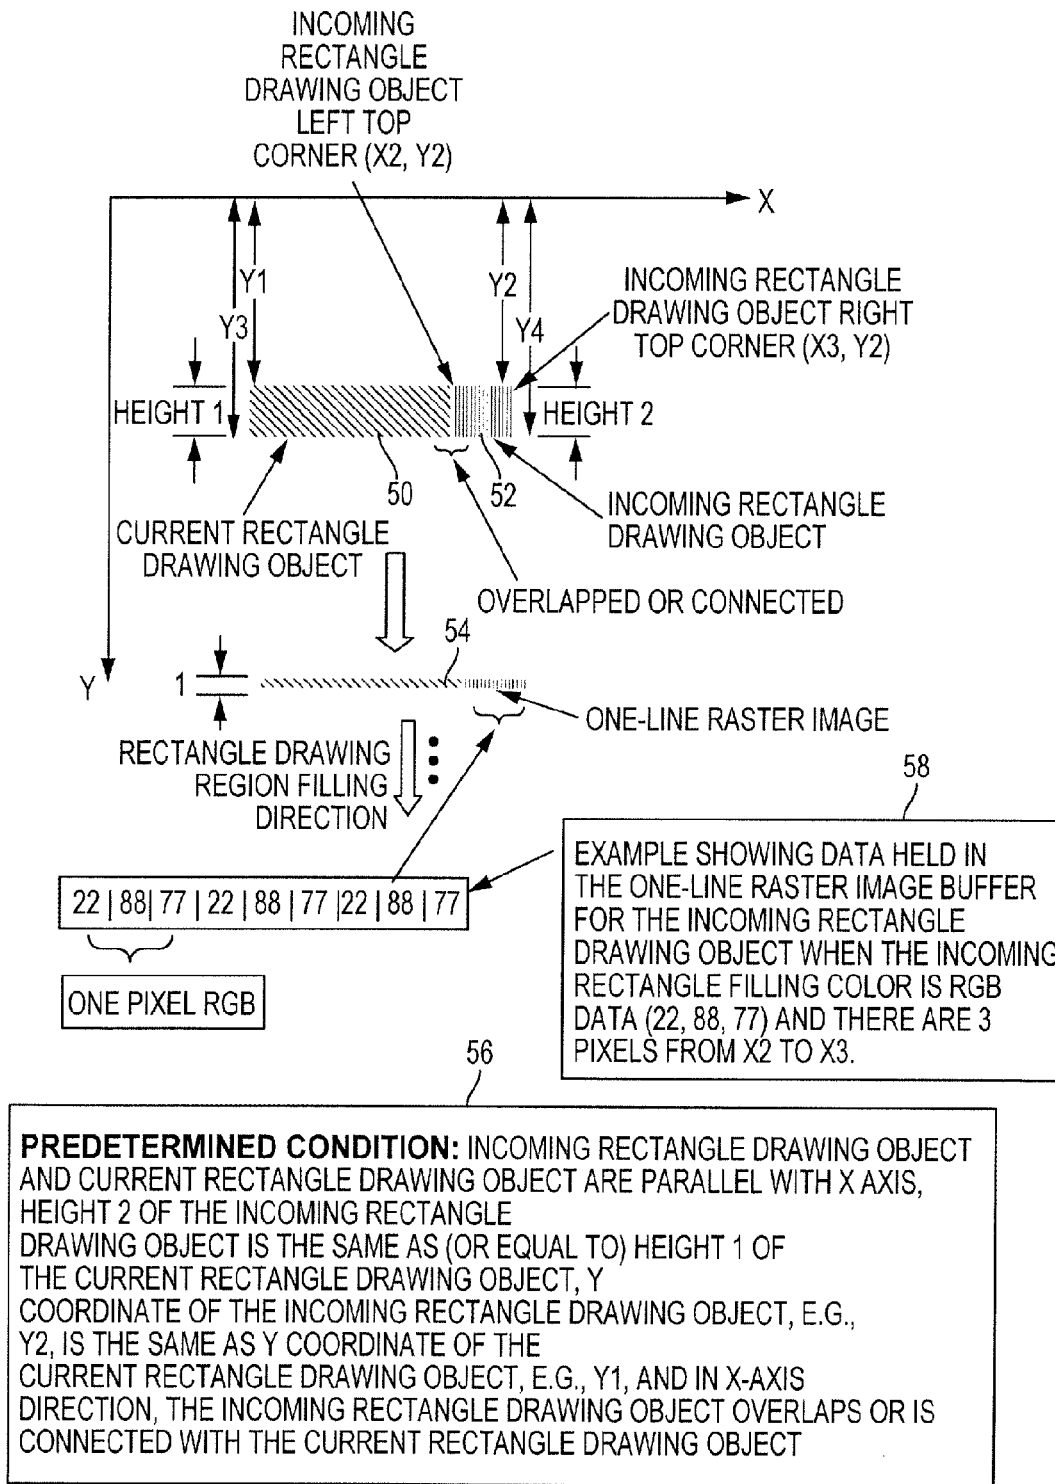 INCOMING
RECTANGLE
DRAWING OBJECT
LEFT TOP
CORNER (X2, Y2)
X
Y1
Y2
Y3
Y4
INCOMING RECTANGLE
DRAWING OBJECT RIGHT
TOP CORNER (X3, Y2)
HEIGHT 1
HEIGHT 2
50
52
CURRENT RECTANGLE
DRAWING OBJECT
INCOMING RECTANGLE
DRAWING OBJECT
OVERLAPPED OR CONNECTED
54
Y
1
ONE-LINE RASTER IMAGE
RECTANGLE DRAWING
REGION FILLING
DIRECTION
58
EXAMPLE SHOWING DATA HELD IN
THE ONE-LINE RASTER IMAGE BUFFER
FOR THE INCOMING RECTANGLE
DRAWING OBJECT WHEN THE INCOMING
RECTANGLE FILLING COLOR IS RGB
DATA (22, 88, 77) AND THERE ARE 3
PIXELS FROM X2 TO X3.
22 | 88 | 77 | 22 | 88 | 77 | 22 | 88 | 77
ONE PIXEL RGB
56
PREDETERMINED CONDITION: INCOMING RECTANGLE DRAWING OBJECT
AND CURRENT RECTANGLE DRAWING OBJECT ARE PARALLEL WITH X AXIS,
HEIGHT 2 OF THE INCOMING RECTANGLE
DRAWING OBJECT IS THE SAME AS (OR EQUAL TO) HEIGHT 1 OF
THE CURRENT RECTANGLE DRAWING OBJECT, Y
COORDINATE OF THE INCOMING RECTANGLE DRAWING OBJECT, E.G.,
Y2, IS THE SAME AS Y COORDINATE OF THE
CURRENT RECTANGLE DRAWING OBJECT, E.G., Y1, AND IN X-AXIS
DIRECTION, THE INCOMING RECTANGLE DRAWING OBJECT OVERLAPS OR IS
CONNECTED WITH THE CURRENT RECTANGLE DRAWING OBJECT